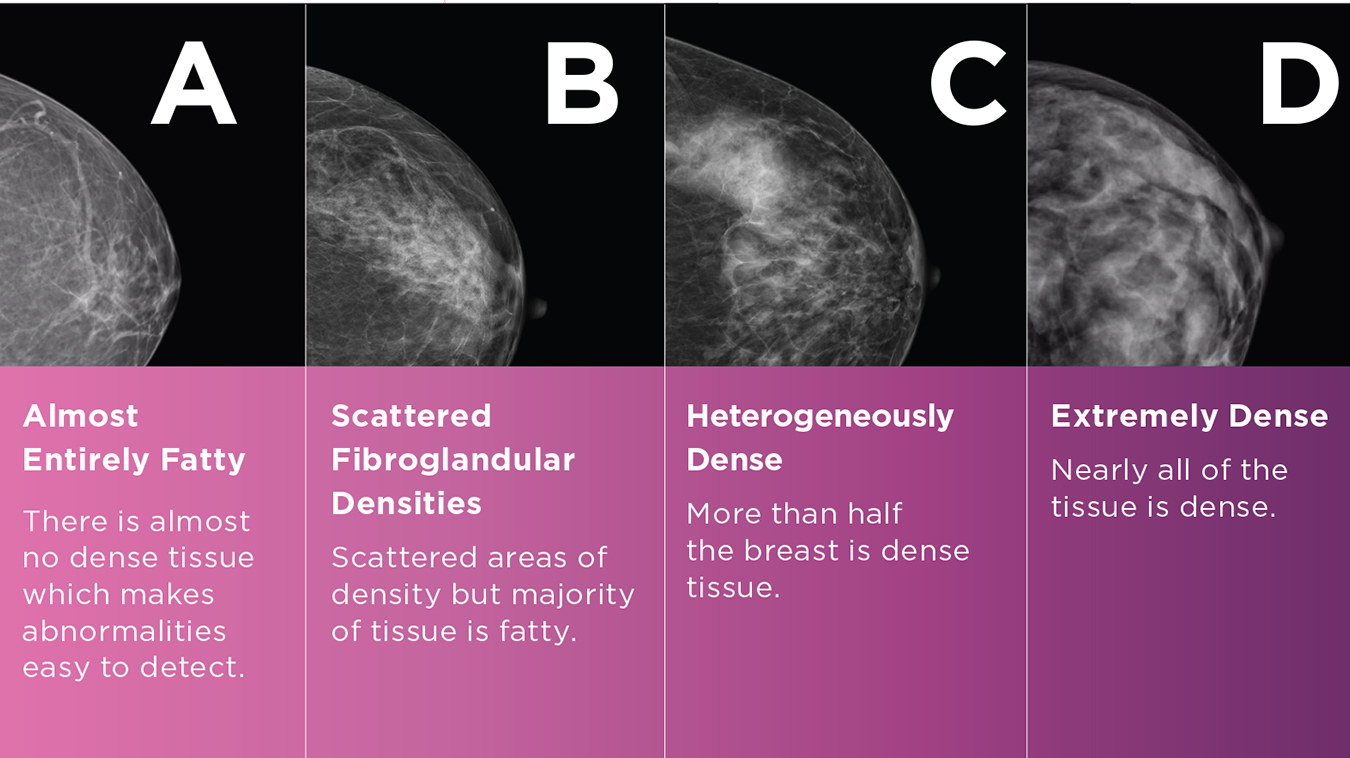 A
Almost
Entirely Fatty
There is almost
no dense tissue
which makes
abnormalities
easy to detect.
B
Scattered
Fibroglandular
Densities
Scattered areas of
density but majority
of tissue is fatty.
C
Heterogeneously
Dense
More than half
the breast is dense
tissue.
D
Extremely Dense
Nearly all of the
tissue is dense.